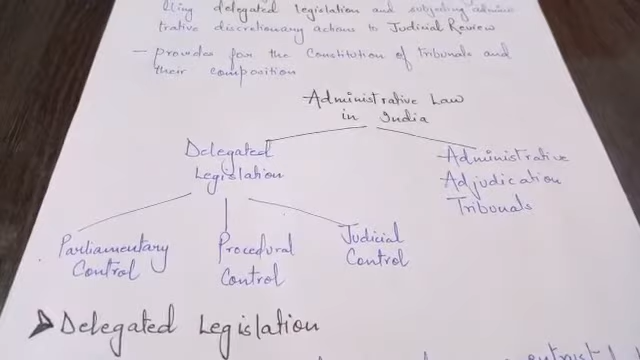 lling delegated legislation and subjecting admini
trative discretionary actions to Judicial Review
– provides for the Constitution of Tribunals and
their composition
Administrative Law
in India
Delegated
Legislation
Administrative
Adjudication
Tribunals
Parliamentary
Control
Procedural
Control
Judicial
Control
➤ Delegated Legislation